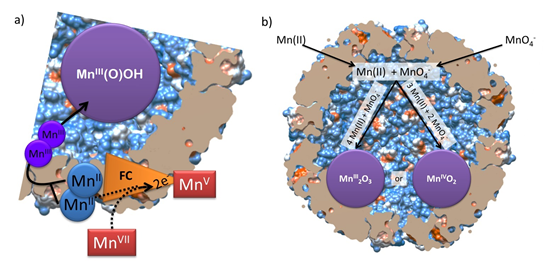 a)
Mn^III(O)OH
Mn^III
Mn^III
Mn^II
Mn^II
FC
2e^-
Mn^V
Mn^VII
b)
Mn(II)
MnO₄⁻
Mn(II) + MnO₄⁻
4 Mn(II) + MnO₄⁻
3 Mn(II) + 2 MnO₄⁻
Mn^III₂O₃
or
Mn^IVO₂